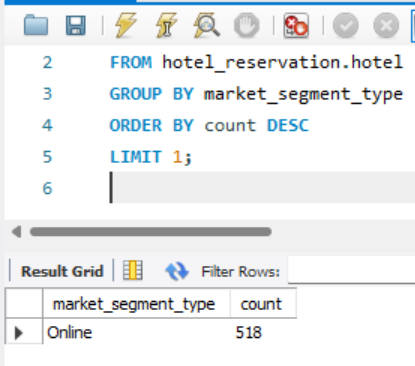 2 FROM hotel_reservation.hotel
3 GROUP BY market_segment_type
4 ORDER BY count DESC
5 LIMIT 1;
6
Result Grid Filter Rows:
market_segment_type count
Online 518